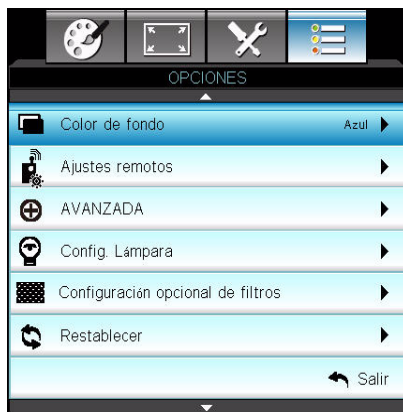 OPCIONES
Color de fondo Azul
Ajustes remotos
AVANZADA
Config. Lámpara
Configuración opcional de filtros
Restablecer
Salir